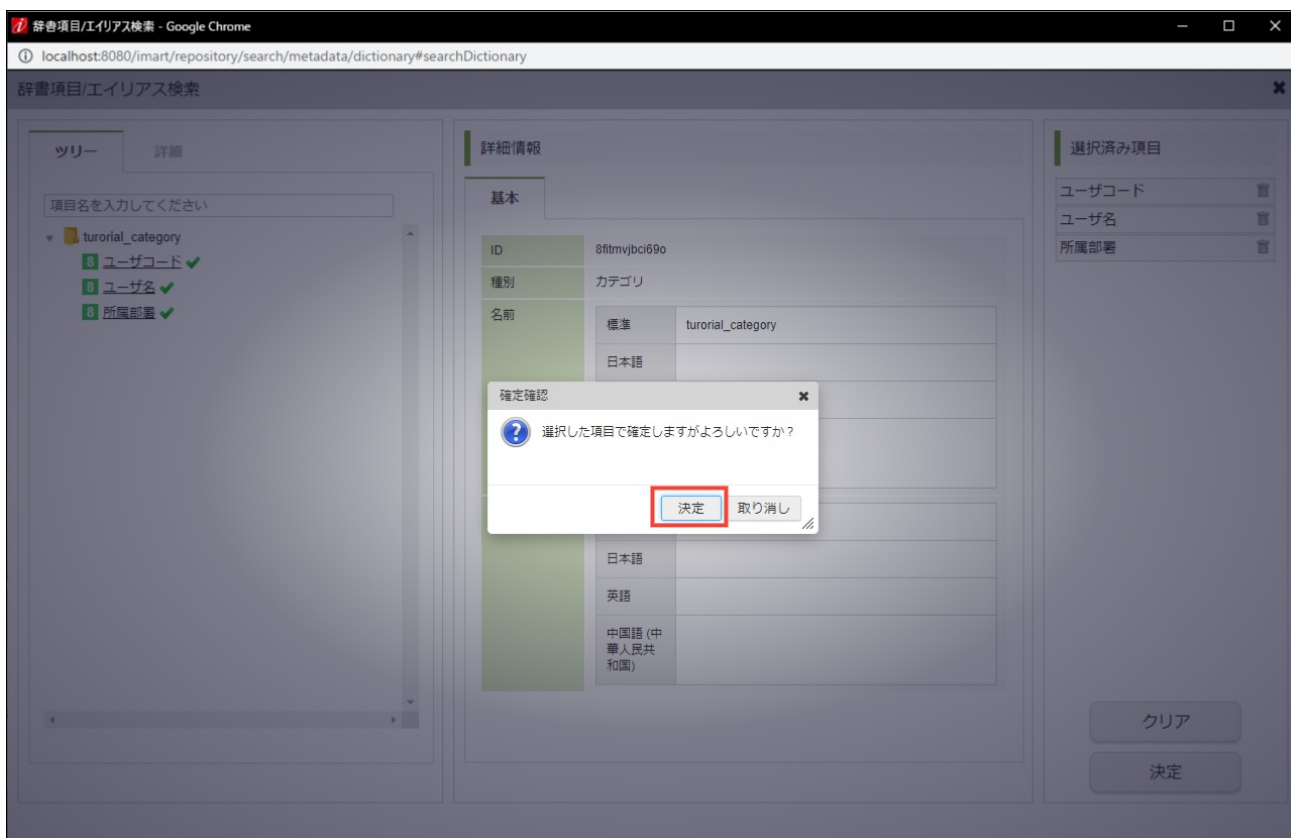 辞書項目/エイリアス検索 - Google Chrome
localhost:8080/imart/repository/search/metadata/dictionary#searchDictionary
辞書項目/エイリアス検索
ツリー
詳細
項目名を入力してください
turorial_category
8 ユーザコード
8 ユーザ名
8 所属部署
詳細情報
基本
ID
8fitmvjbci69o
種別
カテゴリ
名前
標準
turorial_category
日本語
確定確認
選択した項目で確定しますがよろしいですか？
決定
取り消し
日本語
英語
中国語 (中
華人民共
和国)
選択済み項目
ユーザコード
ユーザ名
所属部署
クリア
決定